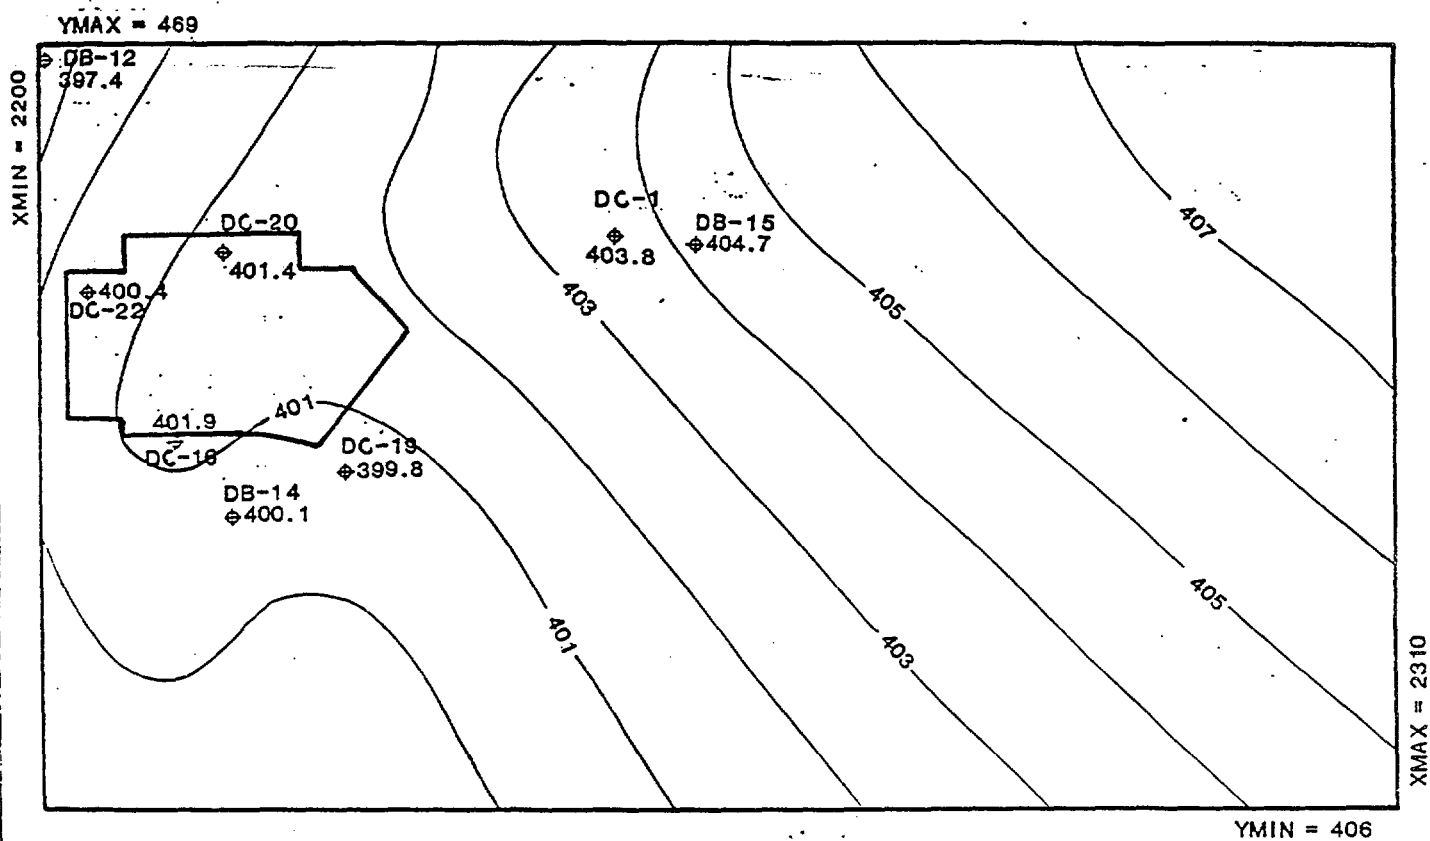 YMAX = 469
DB-12
397.4
XMIN = 2200
DC-1
403.8
DB-15
404.7
407
DC-20
401.4
400.4
DC-22
403
405
401.9
401
DC-16
DC-19
399.8
DB-14
400.1
405
401
403
XMAX = 2310
YMIN = 406